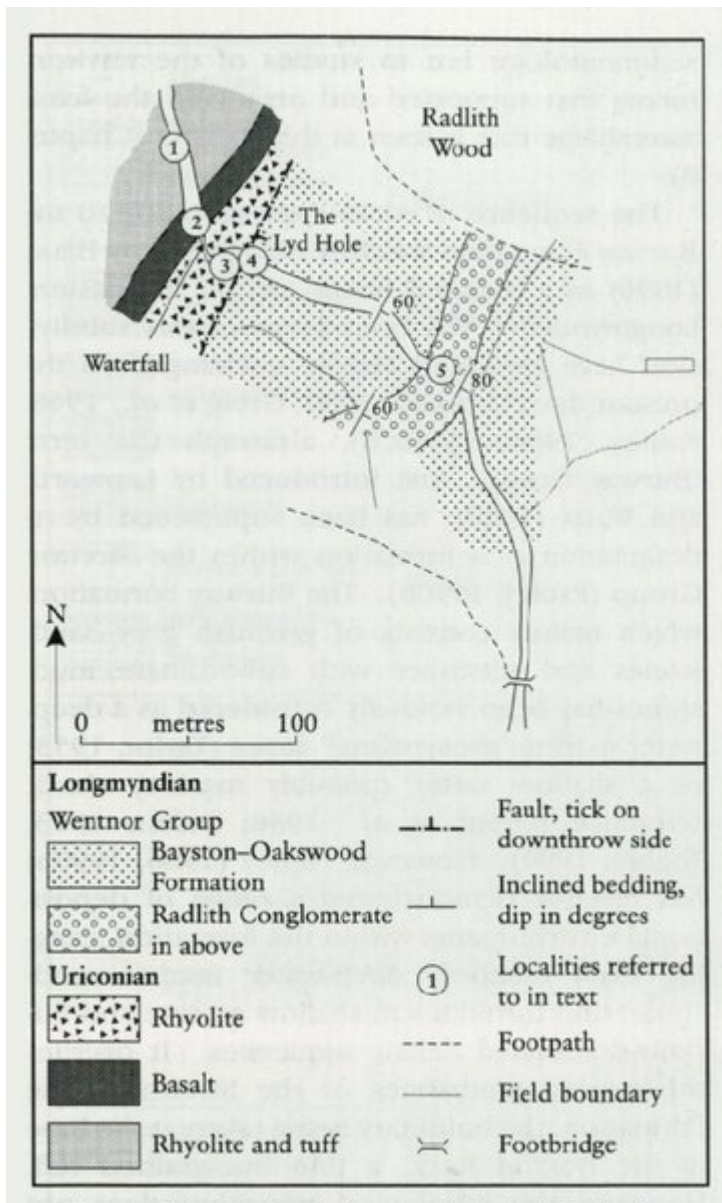 Radlith
Wood
1
2
The
Lyd Hole
3
4
60
Waterfall
5
80
60
N
0 metres 100
Longmyndian
Wentnor Group
Bayston–Oakswood
Formation
Radlith Conglomerate
in above
Uriconian
Rhyolite
Basalt
Rhyolite and tuff
Fault, tick on
downthrow side
Inclined bedding,
dip in degrees
1 Localities referred
to in text
Footpath
Field boundary
Footbridge